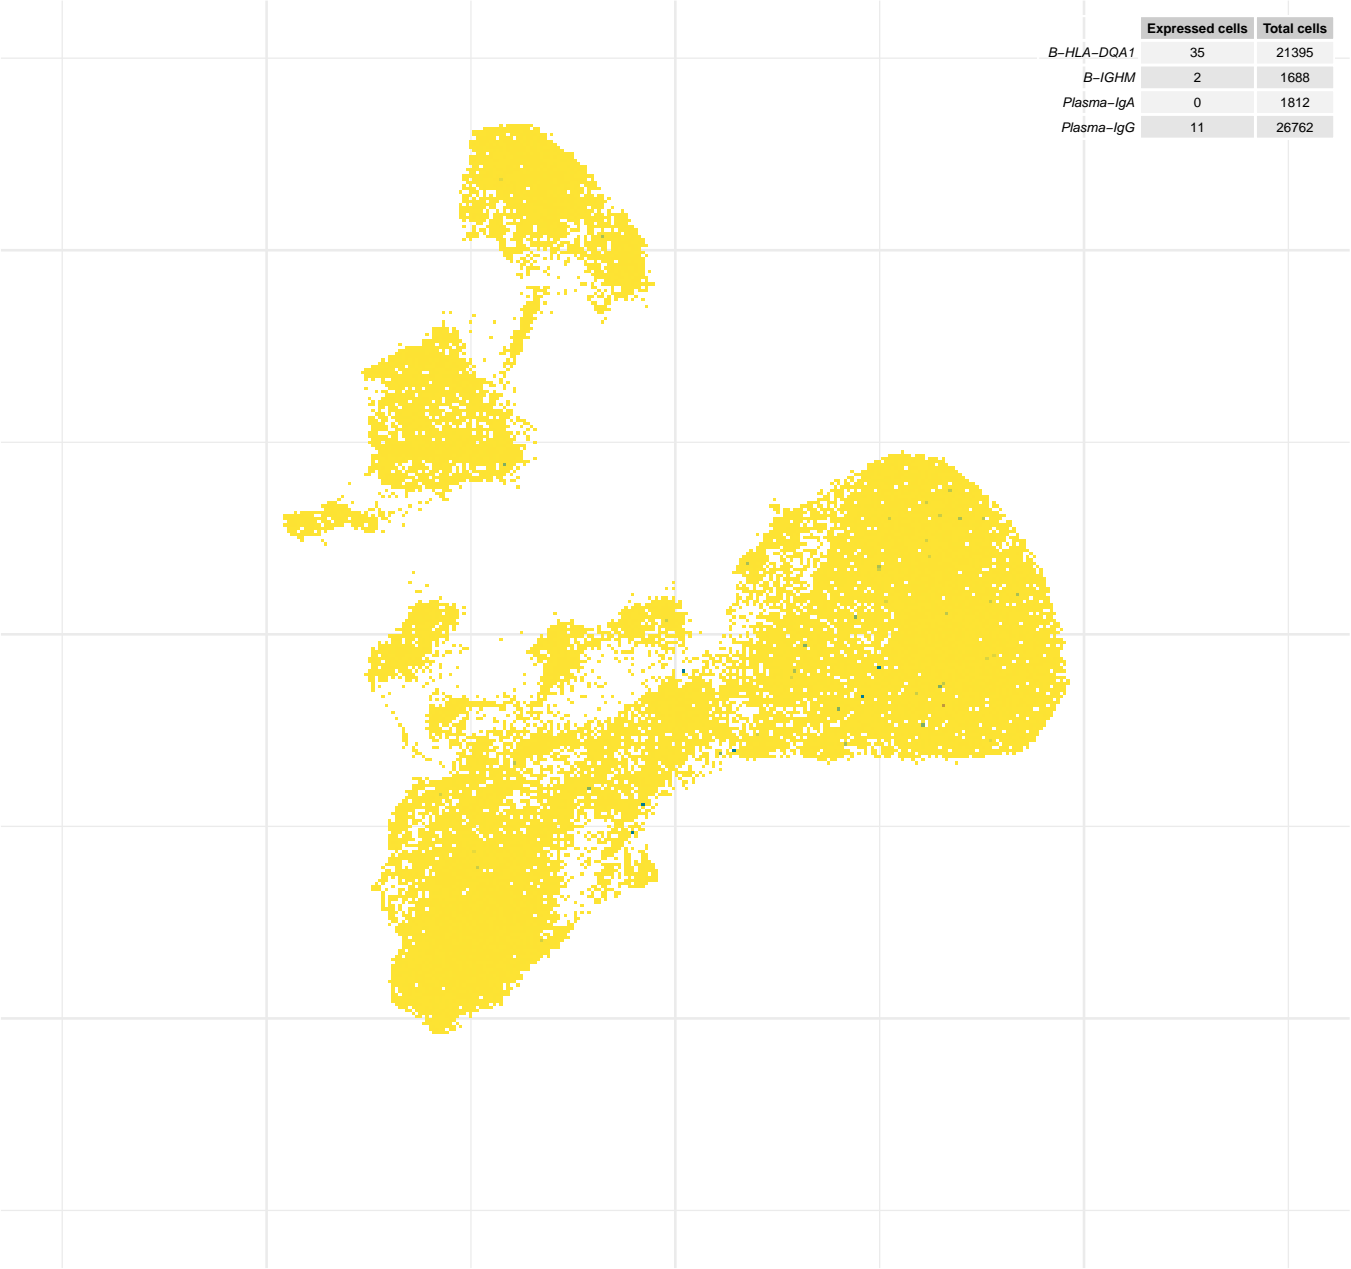 Expressed cells Total cells
B−HLA−DQA1 35 21395
B−IGHM 2 1688
Plasma−IgA 0 1812
Plasma−IgG 11 26762